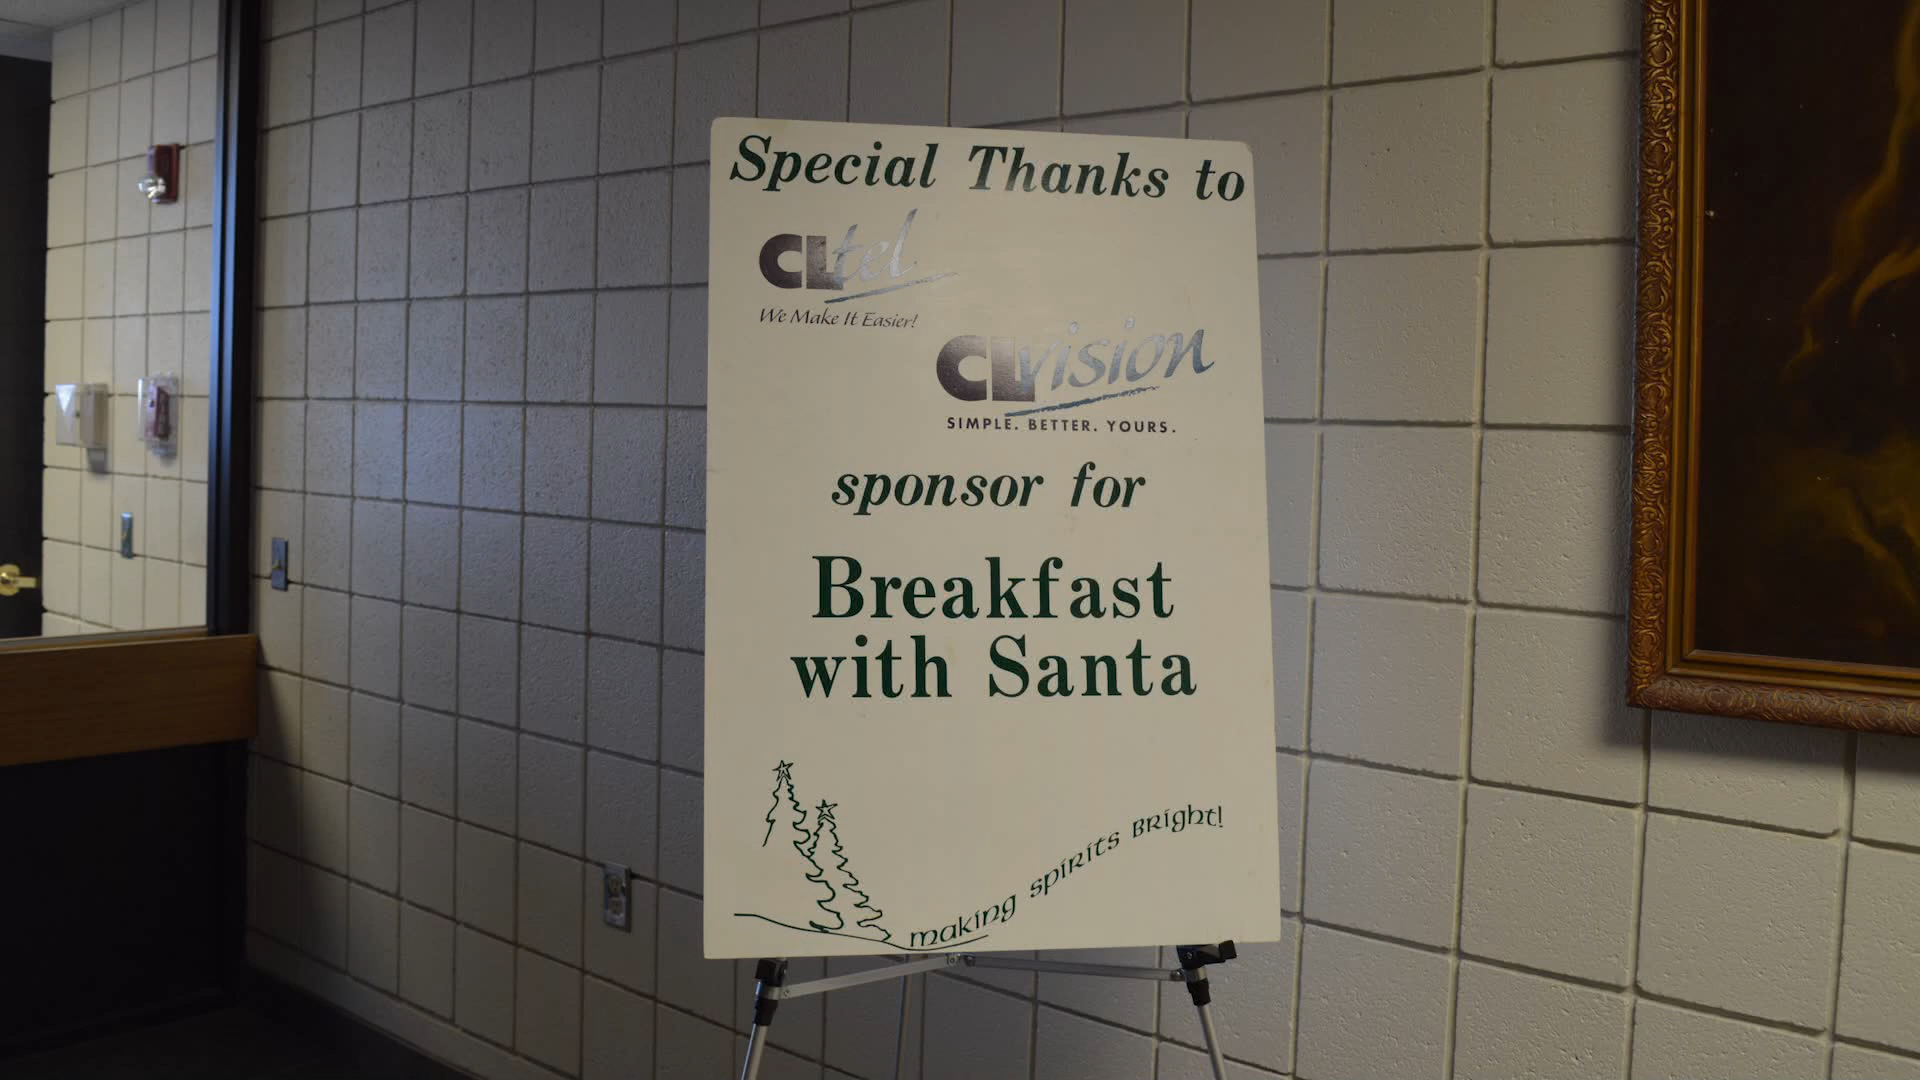 Special Thanks to
CLtel
We Make It Easier!
CLvision
SIMPLE. BETTER. YOURS.
sponsor for
Breakfast
with Santa
making spirits Bright!